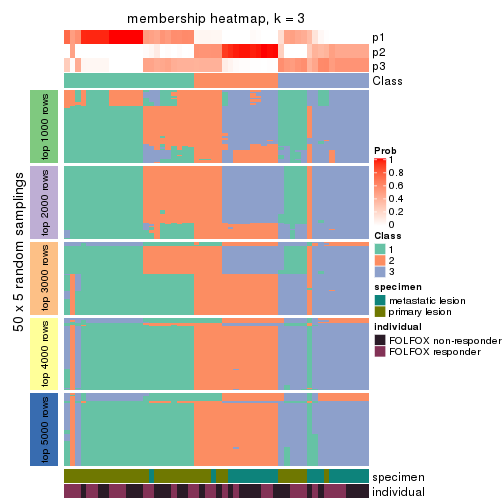 membership heatmap, k = 3
p1
p2
p3
Class
50 x 5 random samplings
top 1000 rows
top 2000 rows
top 3000 rows
top 4000 rows
top 5000 rows
specimen
individual
Prob
1
0.8
0.6
0.4
0.2
0
Class
1
2
3
specimen
metastatic lesion
primary lesion
individual
FOLFOX non-responder
FOLFOX responder